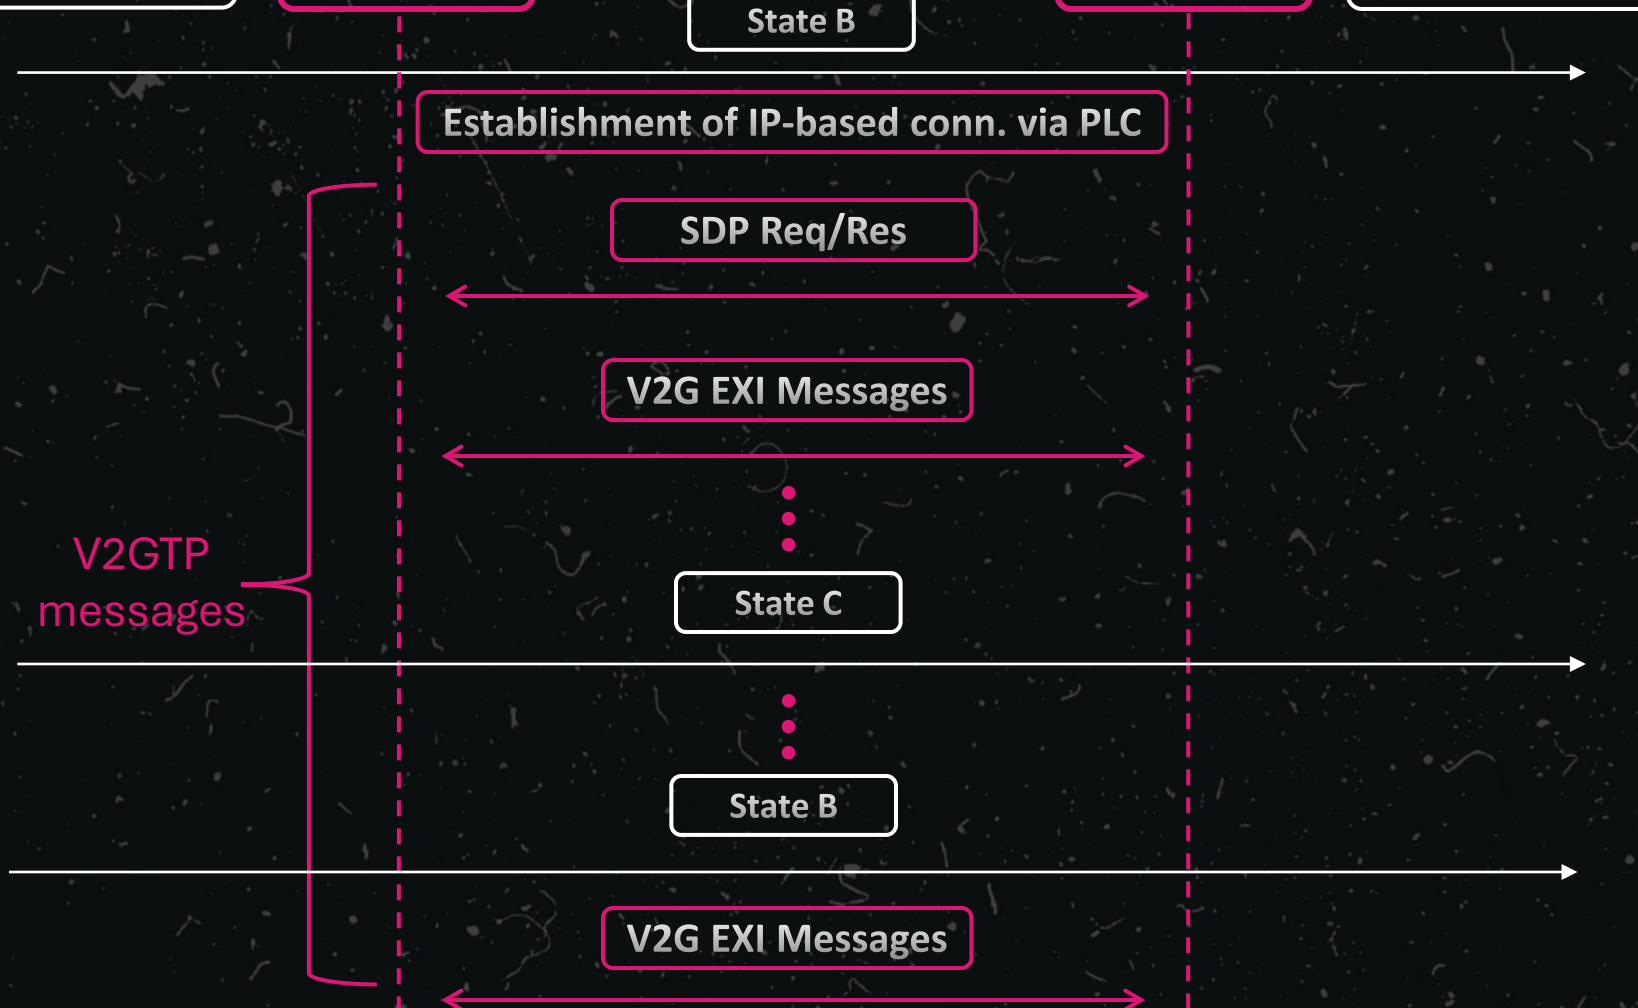 State B
Establishment of IP-based conn. via PLC
SDP Req/Res
V2G EXI Messages
V2GTP
messages
State C
State B
V2G EXI Messages